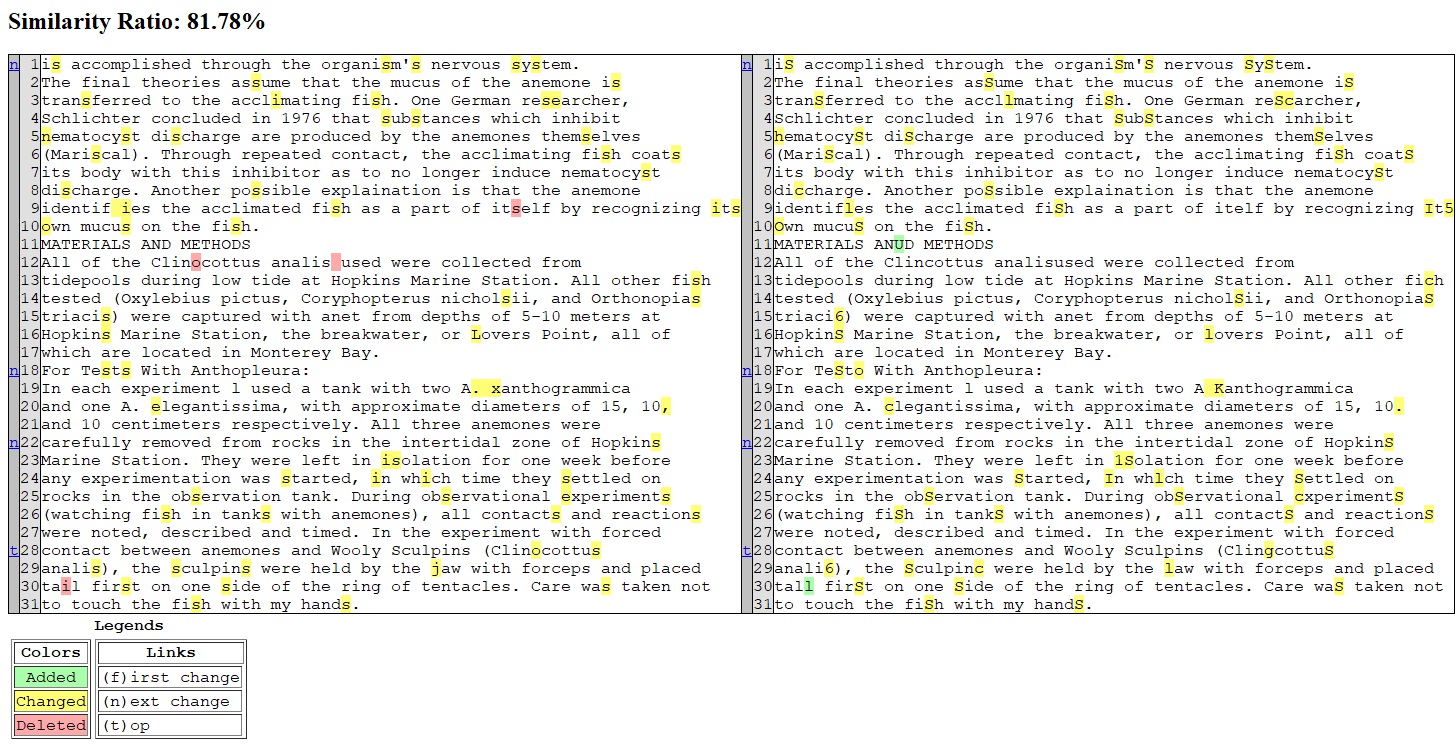 Similarity Ratio: 81.78%
n 1 is accomplished through the organism's nervous system.
2 The final theories assume that the mucus of the anemone is
3 transferred to the acclimating fish. One German researcher,
4 Schlichter concluded in 1976 that substances which inhibit
5 nematocyst discharge are produced by the anemones themselves
6 (Mariscal). Through repeated contact, the acclimating fish coats
7 its body with this inhibitor as to no longer induce nematocyst
8 discharge. Another possible explaination is that the anemone
9 identif ies the acclimated fish as a part of itself by recognizing its
10 own mucus on the fish.
11 MATERIALS AND METHODS
12 All of the Clinocottus analis used were collected from
13 tidepools during low tide at Hopkins Marine Station. All other fish
14 tested (Oxylebius pictus, Coryphopterus nicholsii, and Orthonopias
15 triacis) were captured with anet from depths of 5-10 meters at
16 Hopkins Marine Station, the breakwater, or Lovers Point, all of
17 which are located in Monterey Bay.
n 18 For Tests With Anthopleura:
19 In each experiment l used a tank with two A. xanthogrammica
20 and one A. elegantissima, with approximate diameters of 15, 10,
21 and 10 centimeters respectively. All three anemones were
n 22 carefully removed from rocks in the intertidal zone of Hopkins
23 Marine Station. They were left in isolation for one week before
24 any experimentation was started, in which time they settled on
25 rocks in the observation tank. During observational experiments
26 (watching fish in tanks with anemones), all contacts and reactions
27 were noted, described and timed. In the experiment with forced
t 28 contact between anemones and Wooly Sculpins (Clinocottus
29 analis), the sculpins were held by the jaw with forceps and placed
30 tail first on one side of the ring of tentacles. Care was taken not
31 to touch the fish with my hands.
n 1 iS accomplished through the organiSm'S nervous SyStem.
2 The final theories asSume that the mucus of the anemone iS
3 tranSferred to the accllmating fiSh. One German reScarcher,
4 Schlichter concluded in 1976 that SubStances which inhibit
5 hematocySt diScharge are produced by the anemones themSelves
6 (MariScal). Through repeated contact, the acclimating fiSh coatS
7 its body with this inhibitor as to no longer induce nematocySt
8 diccharge. Another poSsible explaination is that the anemone
9 identifles the acclimated fiSh as a part of itelf by recognizing It5
10 Own mucuS on the fiSh.
11 MATERIALS ANUD METHODS
12 All of the Clincottus analisused were collected from
13 tidepools during low tide at Hopkins Marine Station. All other fich
14 tested (Oxylebius pictus, Coryphopterus nicholSii, and OrthonopiaS
15 triaci6) were captured with anet from depths of 5-10 meters at
16 HopkinS Marine Station, the breakwater, or lovers Point, all of
17 which are located in Monterey Bay.
n 18 For TeSto With Anthopleura:
19 In each experiment l used a tank with two A Kanthogrammica
20 and one A. clegantissima, with approximate diameters of 15, 10.
21 and 10 centimeters respectively. All three anemones were
n 22 carefully removed from rocks in the intertidal zone of HopkinS
23 Marine Station. They were left in 1Solation for one week before
24 any experimentation was Started, In whlch time they Settled on
25 rocks in the obServation tank. During obServational cxperimentS
26 (watching fiSh in tankS with anemones), all contactS and reactionS
27 were noted, described and timed. In the experiment with forced
t 28 contact between anemones and Wooly Sculpins (ClingcottuS
29 anali6), the Sculpinc were held by the law with forceps and placed
30 tall firSt on one Side of the ring of tentacles. Care waS taken not
31 to touch the fiSh with my handS.
Legends
Colors Links
Added (f)irst change
Changed (n)ext change
Deleted (t)op